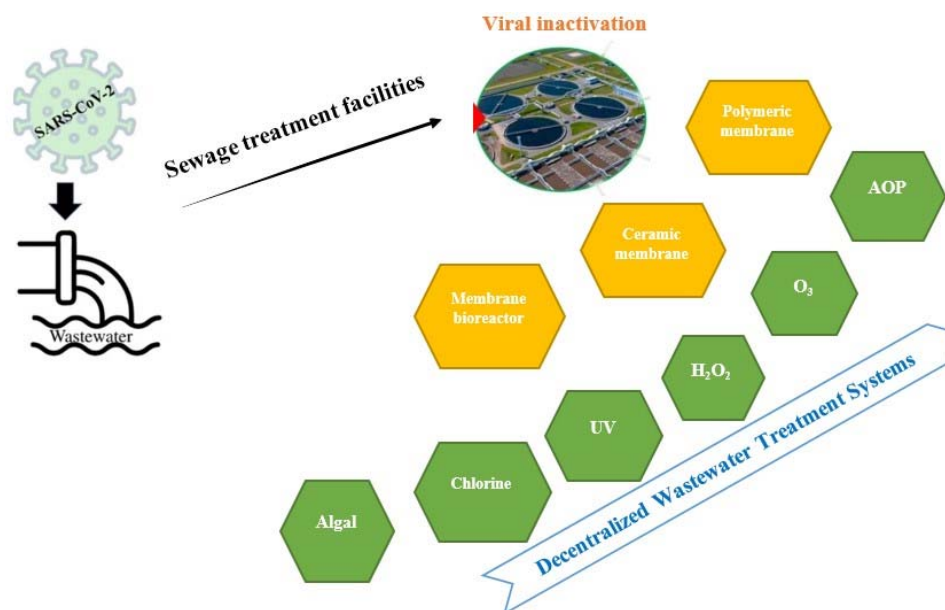 Viral inactivation
SARS-CoV-2
Sewage treatment facilities
Wastewater
Polymeric
membrane
AOP
Ceramic
membrane
O₃
Membrane
bioreactor
H₂O₂
UV
Chlorine
Algal
Decentralized Wastewater Treatment Systems